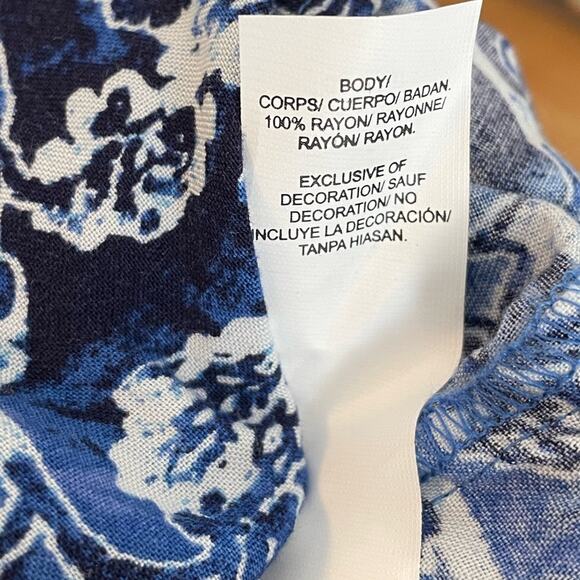 BODY/
CORPS/ CUERPO/ BADAN.
100% RAYON/ RAYONNE/
RAYÓN/ RAYON.
EXCLUSIVE OF
DECORATION/ SAUF
DECORATION/ NO
INCLUYE LA DECORACIÓN/
TANPA HIASAN.